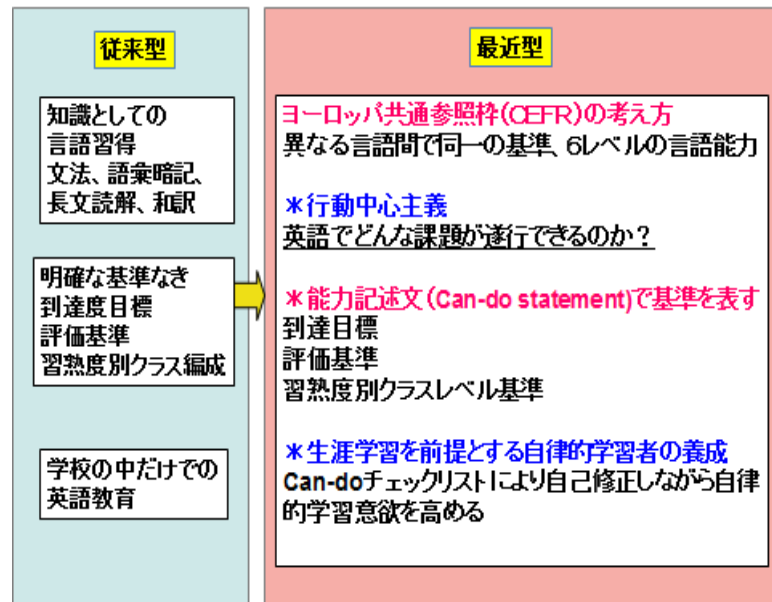 従来型
知識としての
言語習得
文法、語彙暗記、
長文読解、和訳
明確な基準なき
到達度目標
評価基準
習熟度別クラス編成
学校の中だけでの
英語教育
最近型
ヨーロッパ共通参照枠(CEFR)の考え方
異なる言語間で同一の基準、6レベルの言語能力
＊行動中心主義
英語でどんな課題が遂行できるのか？
＊能力記述文(Can-do statement)で基準を表す
到達目標
評価基準
習熟度別クラスレベル基準
＊生涯学習を前提とする自律的学習者の養成
Can-doチェックリストにより自己修正しながら自律
的学習意欲を高める